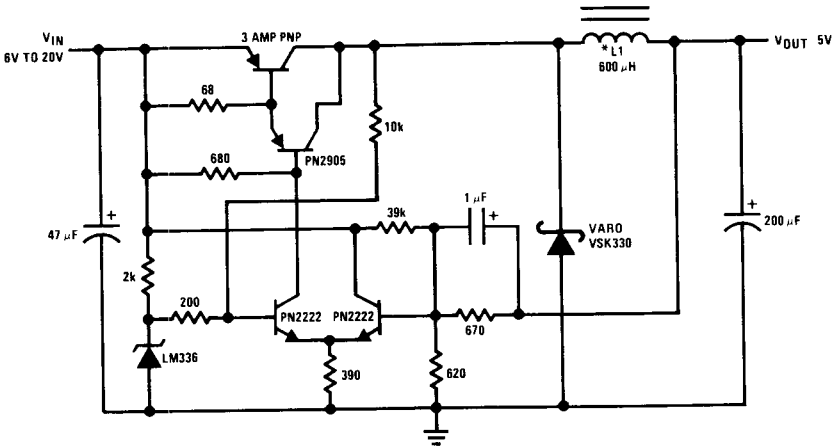 3 AMP PNP
VIN
6V TO 20V
*L1
600 μH
VOUT 5V
68
10k
PN2905
680
39k
1 μF
+
47 μF
+
VARO
VSK330
+
200 μF
2k
200
PN2222 PN2222
670
LM336
390
620